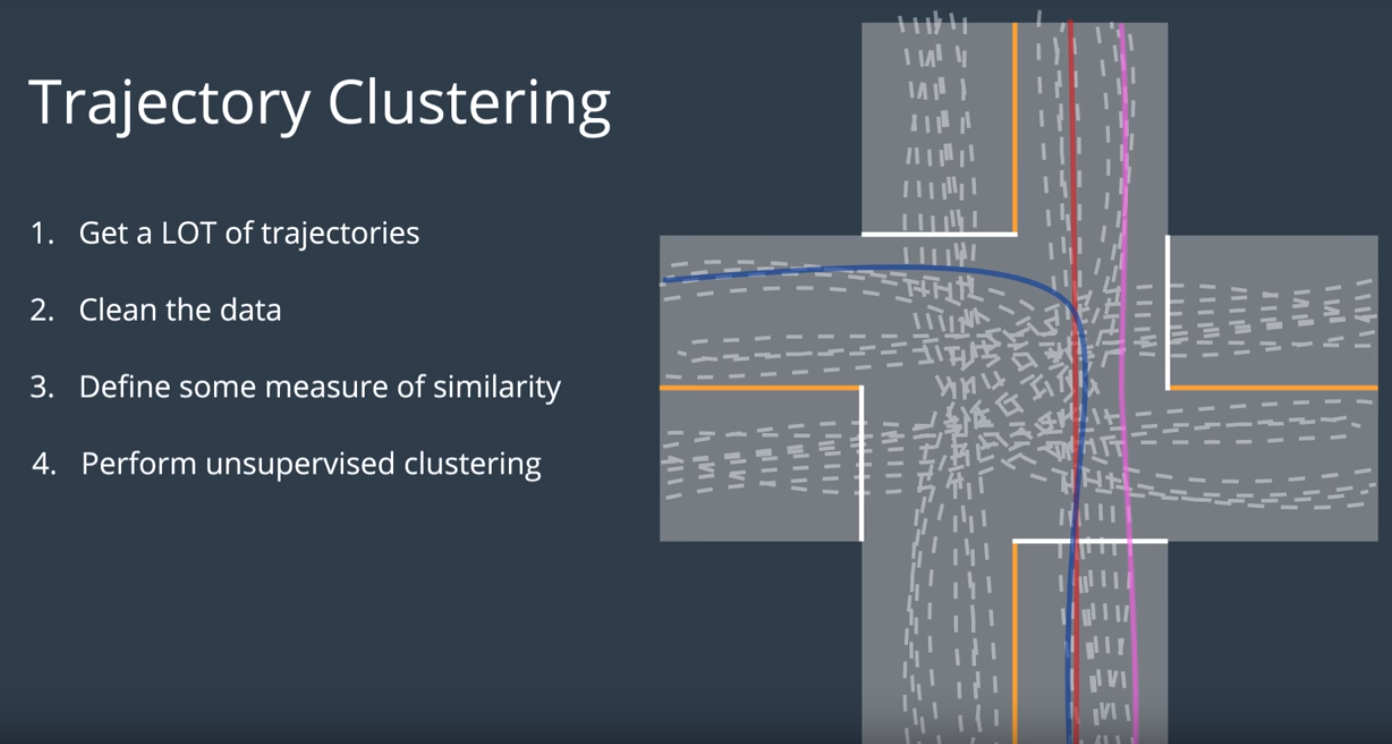 Trajectory Clustering
1. Get a LOT of trajectories
2. Clean the data
3. Define some measure of similarity
4. Perform unsupervised clustering